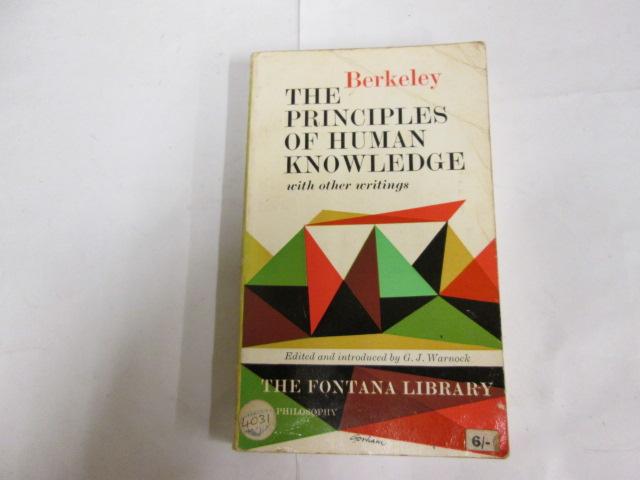 Berkeley
THE
PRINCIPLES
OF HUMAN
KNOWLEDGE
with other writings
Edited and introduced by G. J. Warnock
THE FONTANA LIBRARY
PHILOSOPHY
4031
gorham
6/-